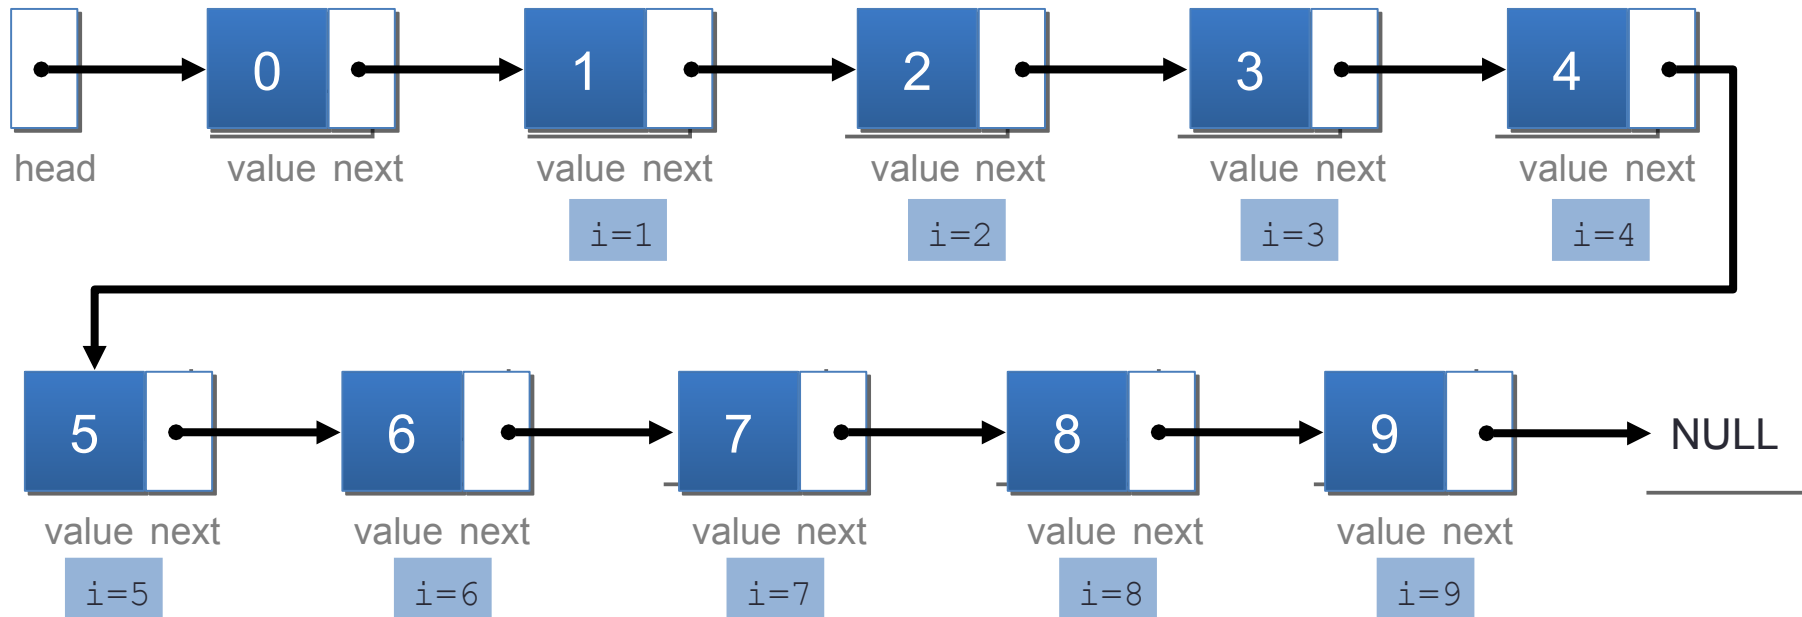 0 1 2 3 4
head value next value next value next value next value next
i=1 i=2 i=3 i=4
5 6 7 8 9 NULL
value next value next value next value next value next
i=5 i=6 i=7 i=8 i=9